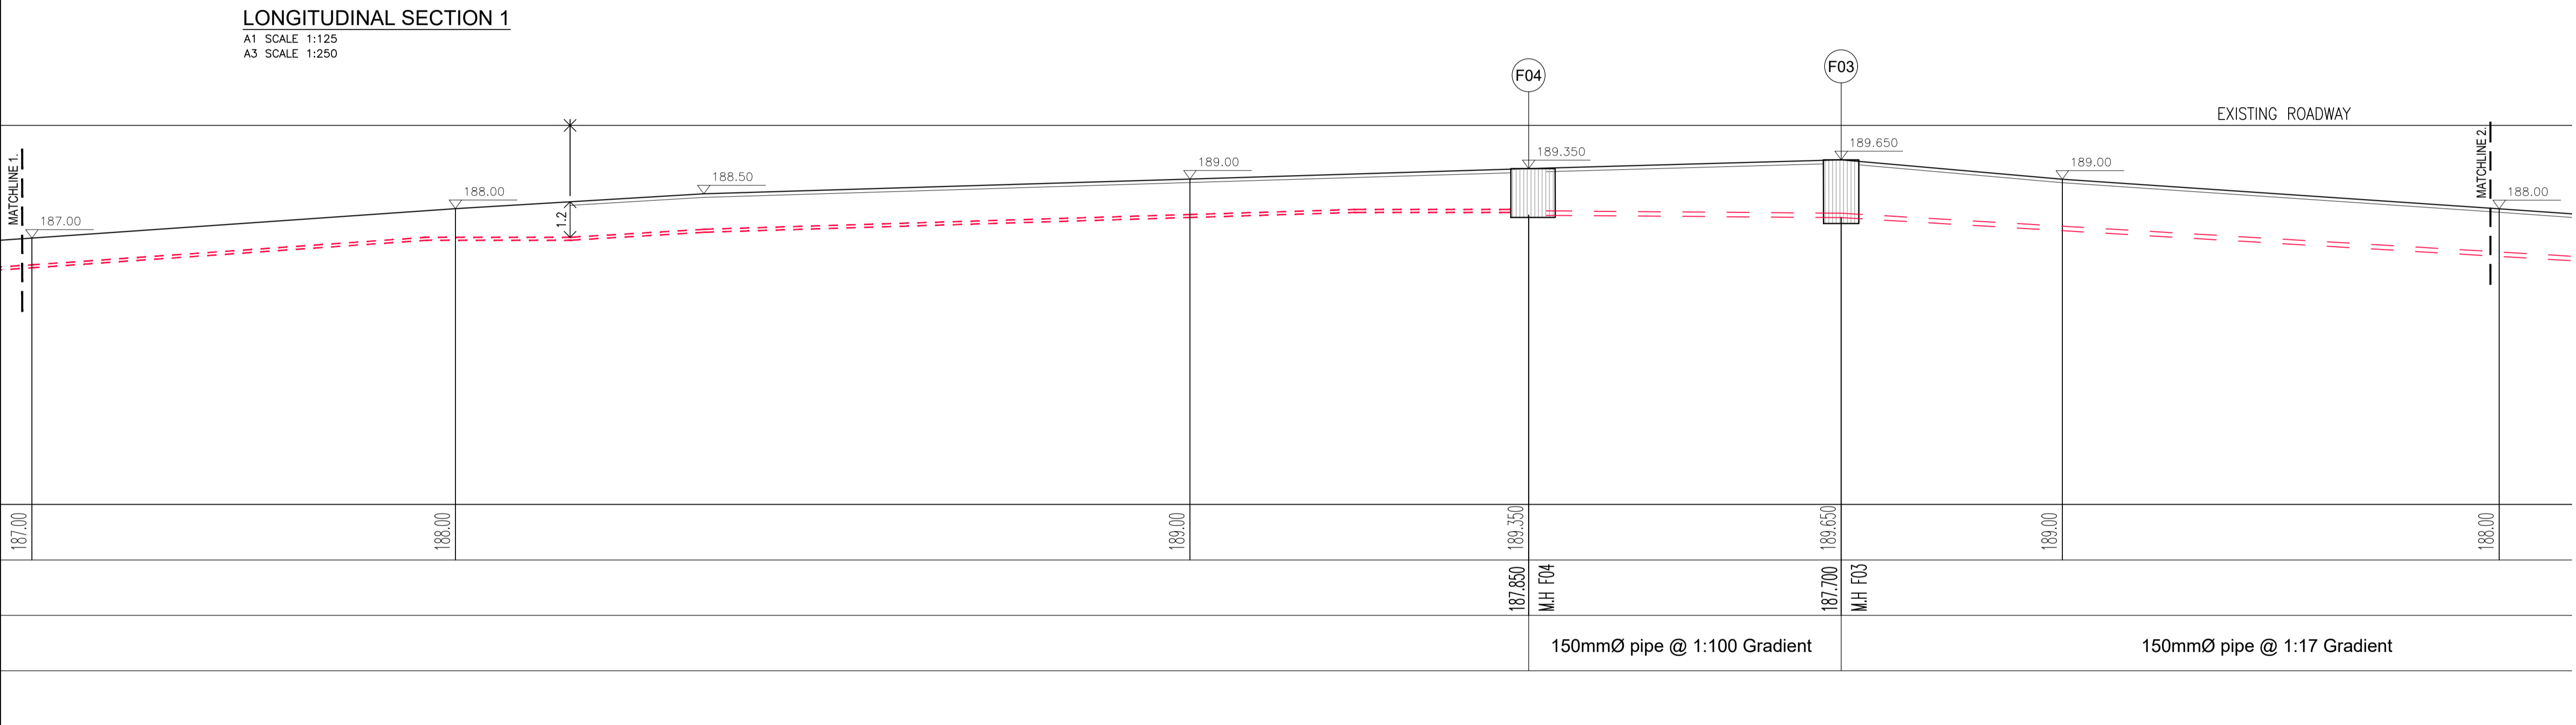 LONGITUDINAL SECTION 1
A1 SCALE 1:125
A3 SCALE 1:250
F04
F03
EXISTING ROADWAY
MATCHLINE 1.
187.00
188.00
1.2
188.50
189.00
189.350
189.650
189.00
MATCHLINE 2.
188.00
187.00
188.00
189.00
189.350
189.650
189.00
188.00
187.850
M.H F04
187.700
M.H F03
150mmØ pipe @ 1:100 Gradient
150mmØ pipe @ 1:17 Gradient